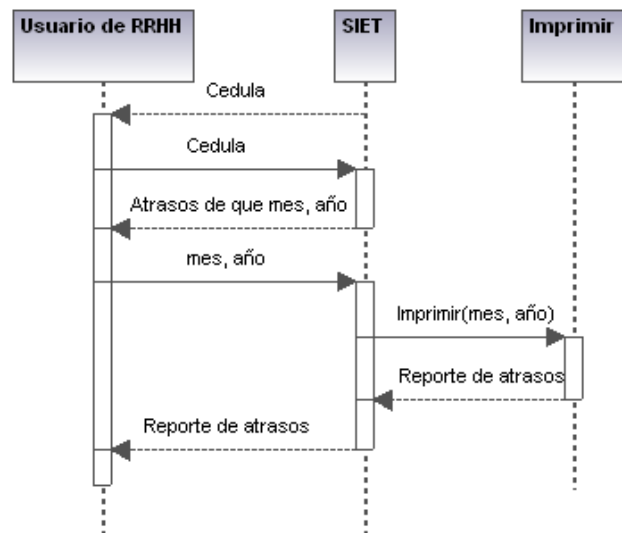 Usuario de RRHH
SIET
Imprimir
Cedula
Cedula
Atrasos de que mes, año
mes, año
Imprimir(mes, año)
Reporte de atrasos
Reporte de atrasos